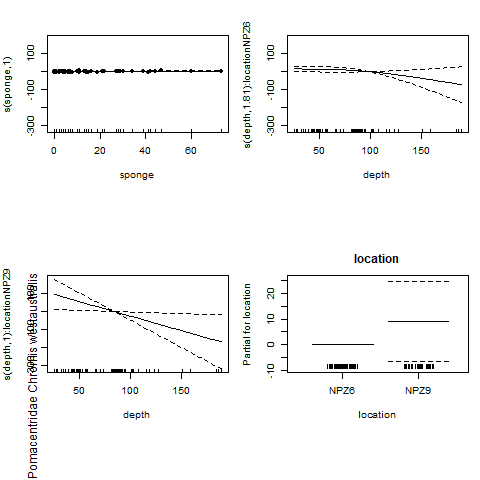 s(sponge,1)
100
0
-100
-300
0
20
40
60
sponge
s(depth,1.81):locationNPZ6
100
0
-100
-300
50
100
150
depth
s(depth,1):locationNPZ9
50
100
150
depth
Pomacentridae Chromis westaustralis
location
Partial for location
20
10
0
-10
NPZ6
NPZ9
location